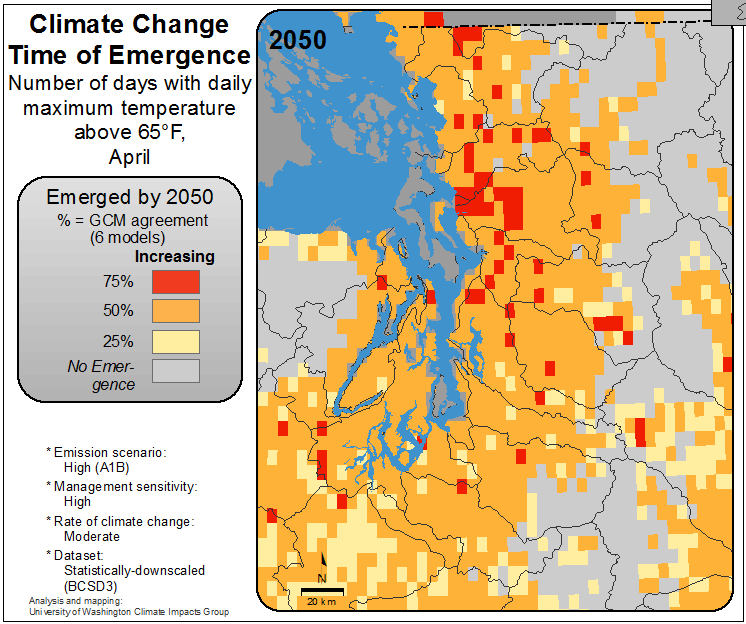 Climate Change
Time of Emergence
Number of days with daily
maximum temperature
above 65°F,
April
Emerged by 2050
% = GCM agreement
(6 models)
Increasing
75%
50%
25%
No Emer-
gence
* Emission scenario:
High (A1B)
* Management sensitivity:
High
* Rate of climate change:
Moderate
* Dataset:
Statistically-downscaled
(BCSD3)
Analysis and mapping:
University of Washington Climate Impacts Group
2050
N
20 km